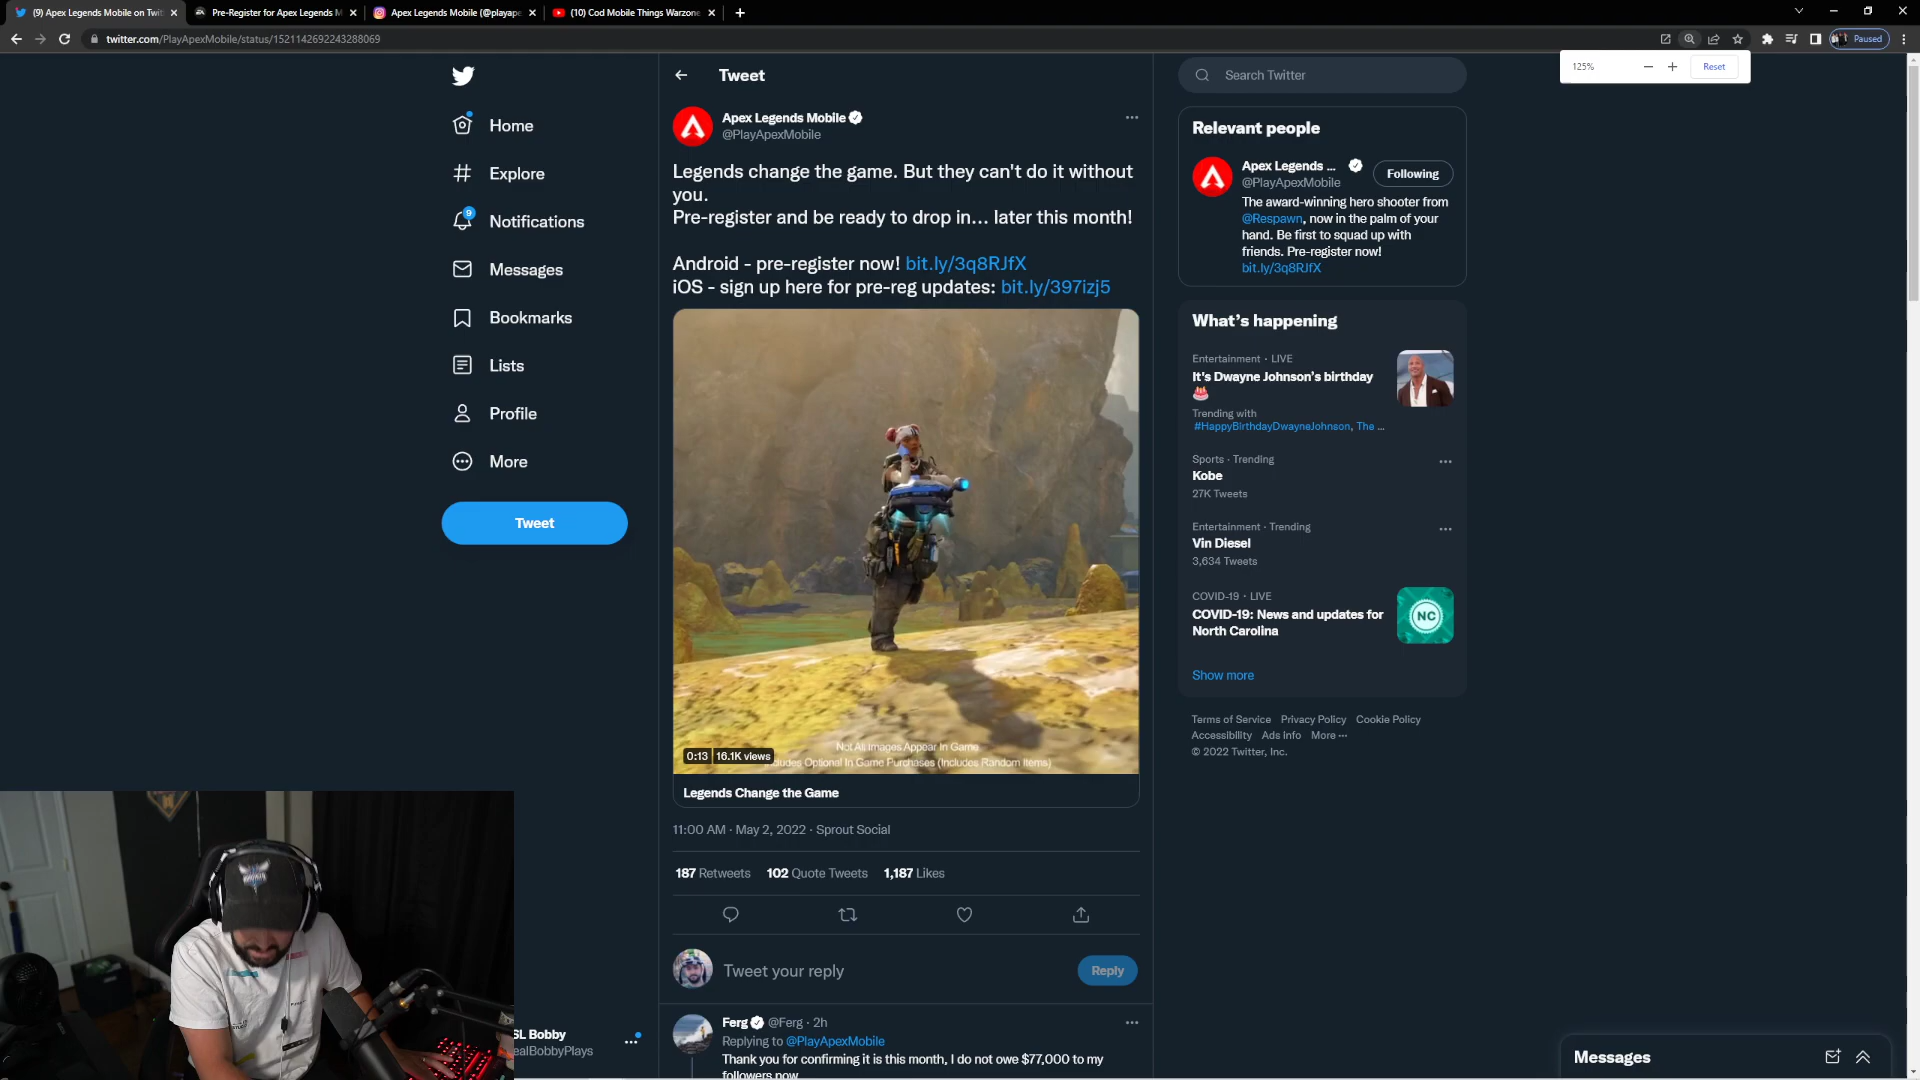 (9) Apex Legends Mobile on Twit
Pre-Register for Apex Legends M
Apex Legends Mobile (@playape
(10) Cod Mobile Things Warzone
twitter.com/PlayApexMobile/status/1521142692243288069
Paused
125%
Reset
Home
Explore
9
Notifications
Messages
Bookmarks
Lists
Profile
More
Tweet
SL Bobby
ealBobbyPlays
Tweet
Apex Legends Mobile
@PlayApexMobile
Legends change the game. But they can't do it without
you.
Pre-register and be ready to drop in... later this month!
Android - pre-register now! bit.ly/3q8RJfX
iOS - sign up here for pre-reg updates: bit.ly/397izj5
Not All Images Appear In Game
0:13 16.1K views
cludes Optional In Game Purchases (Includes Random Items)
Legends Change the Game
11:00 AM · May 2, 2022 · Sprout Social
187 Retweets 102 Quote Tweets 1,187 Likes
Tweet your reply
Reply
Ferg @Ferg · 2h
Replying to @PlayApexMobile
Thank you for confirming it is this month, I do not owe $77,000 to my
followers now
Search Twitter
Relevant people
Apex Legends ...
@PlayApexMobile
Following
The award-winning hero shooter from
@Respawn, now in the palm of your
hand. Be first to squad up with
friends. Pre-register now!
bit.ly/3q8RJfX
What's happening
Entertainment · LIVE
It's Dwayne Johnson's birthday
🎂
Trending with
#HappyBirthdayDwayneJohnson, The ...
Sports · Trending
Kobe
27K Tweets
Entertainment · Trending
Vin Diesel
3,634 Tweets
COVID-19 · LIVE
COVID-19: News and updates for
North Carolina
NC
Show more
Terms of Service Privacy Policy Cookie Policy
Accessibility Ads info More ···
© 2022 Twitter, Inc.
Messages